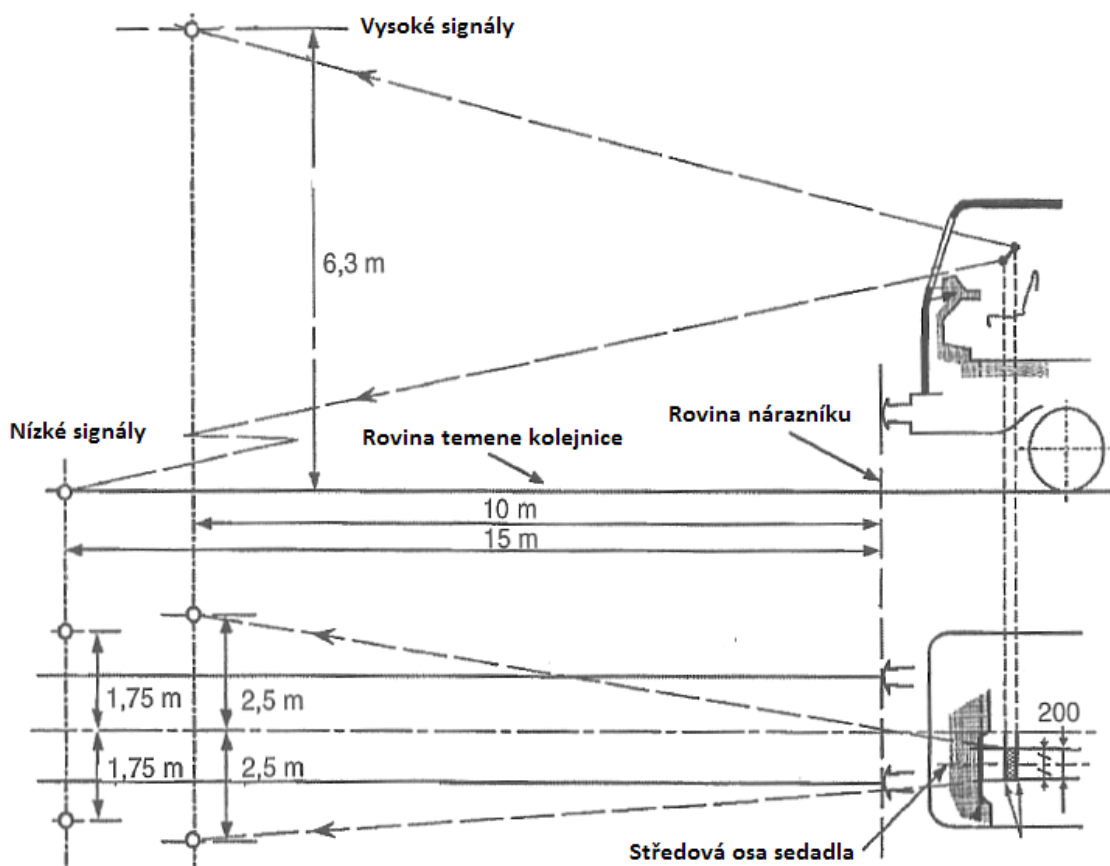 Vysoké signály
6,3 m
Nízké signály
Rovina temene kolejnice
Rovina nárazníku
10 m
15 m
1,75 m
2,5 m
200
1,75 m
2,5 m
Středová osa sedadla